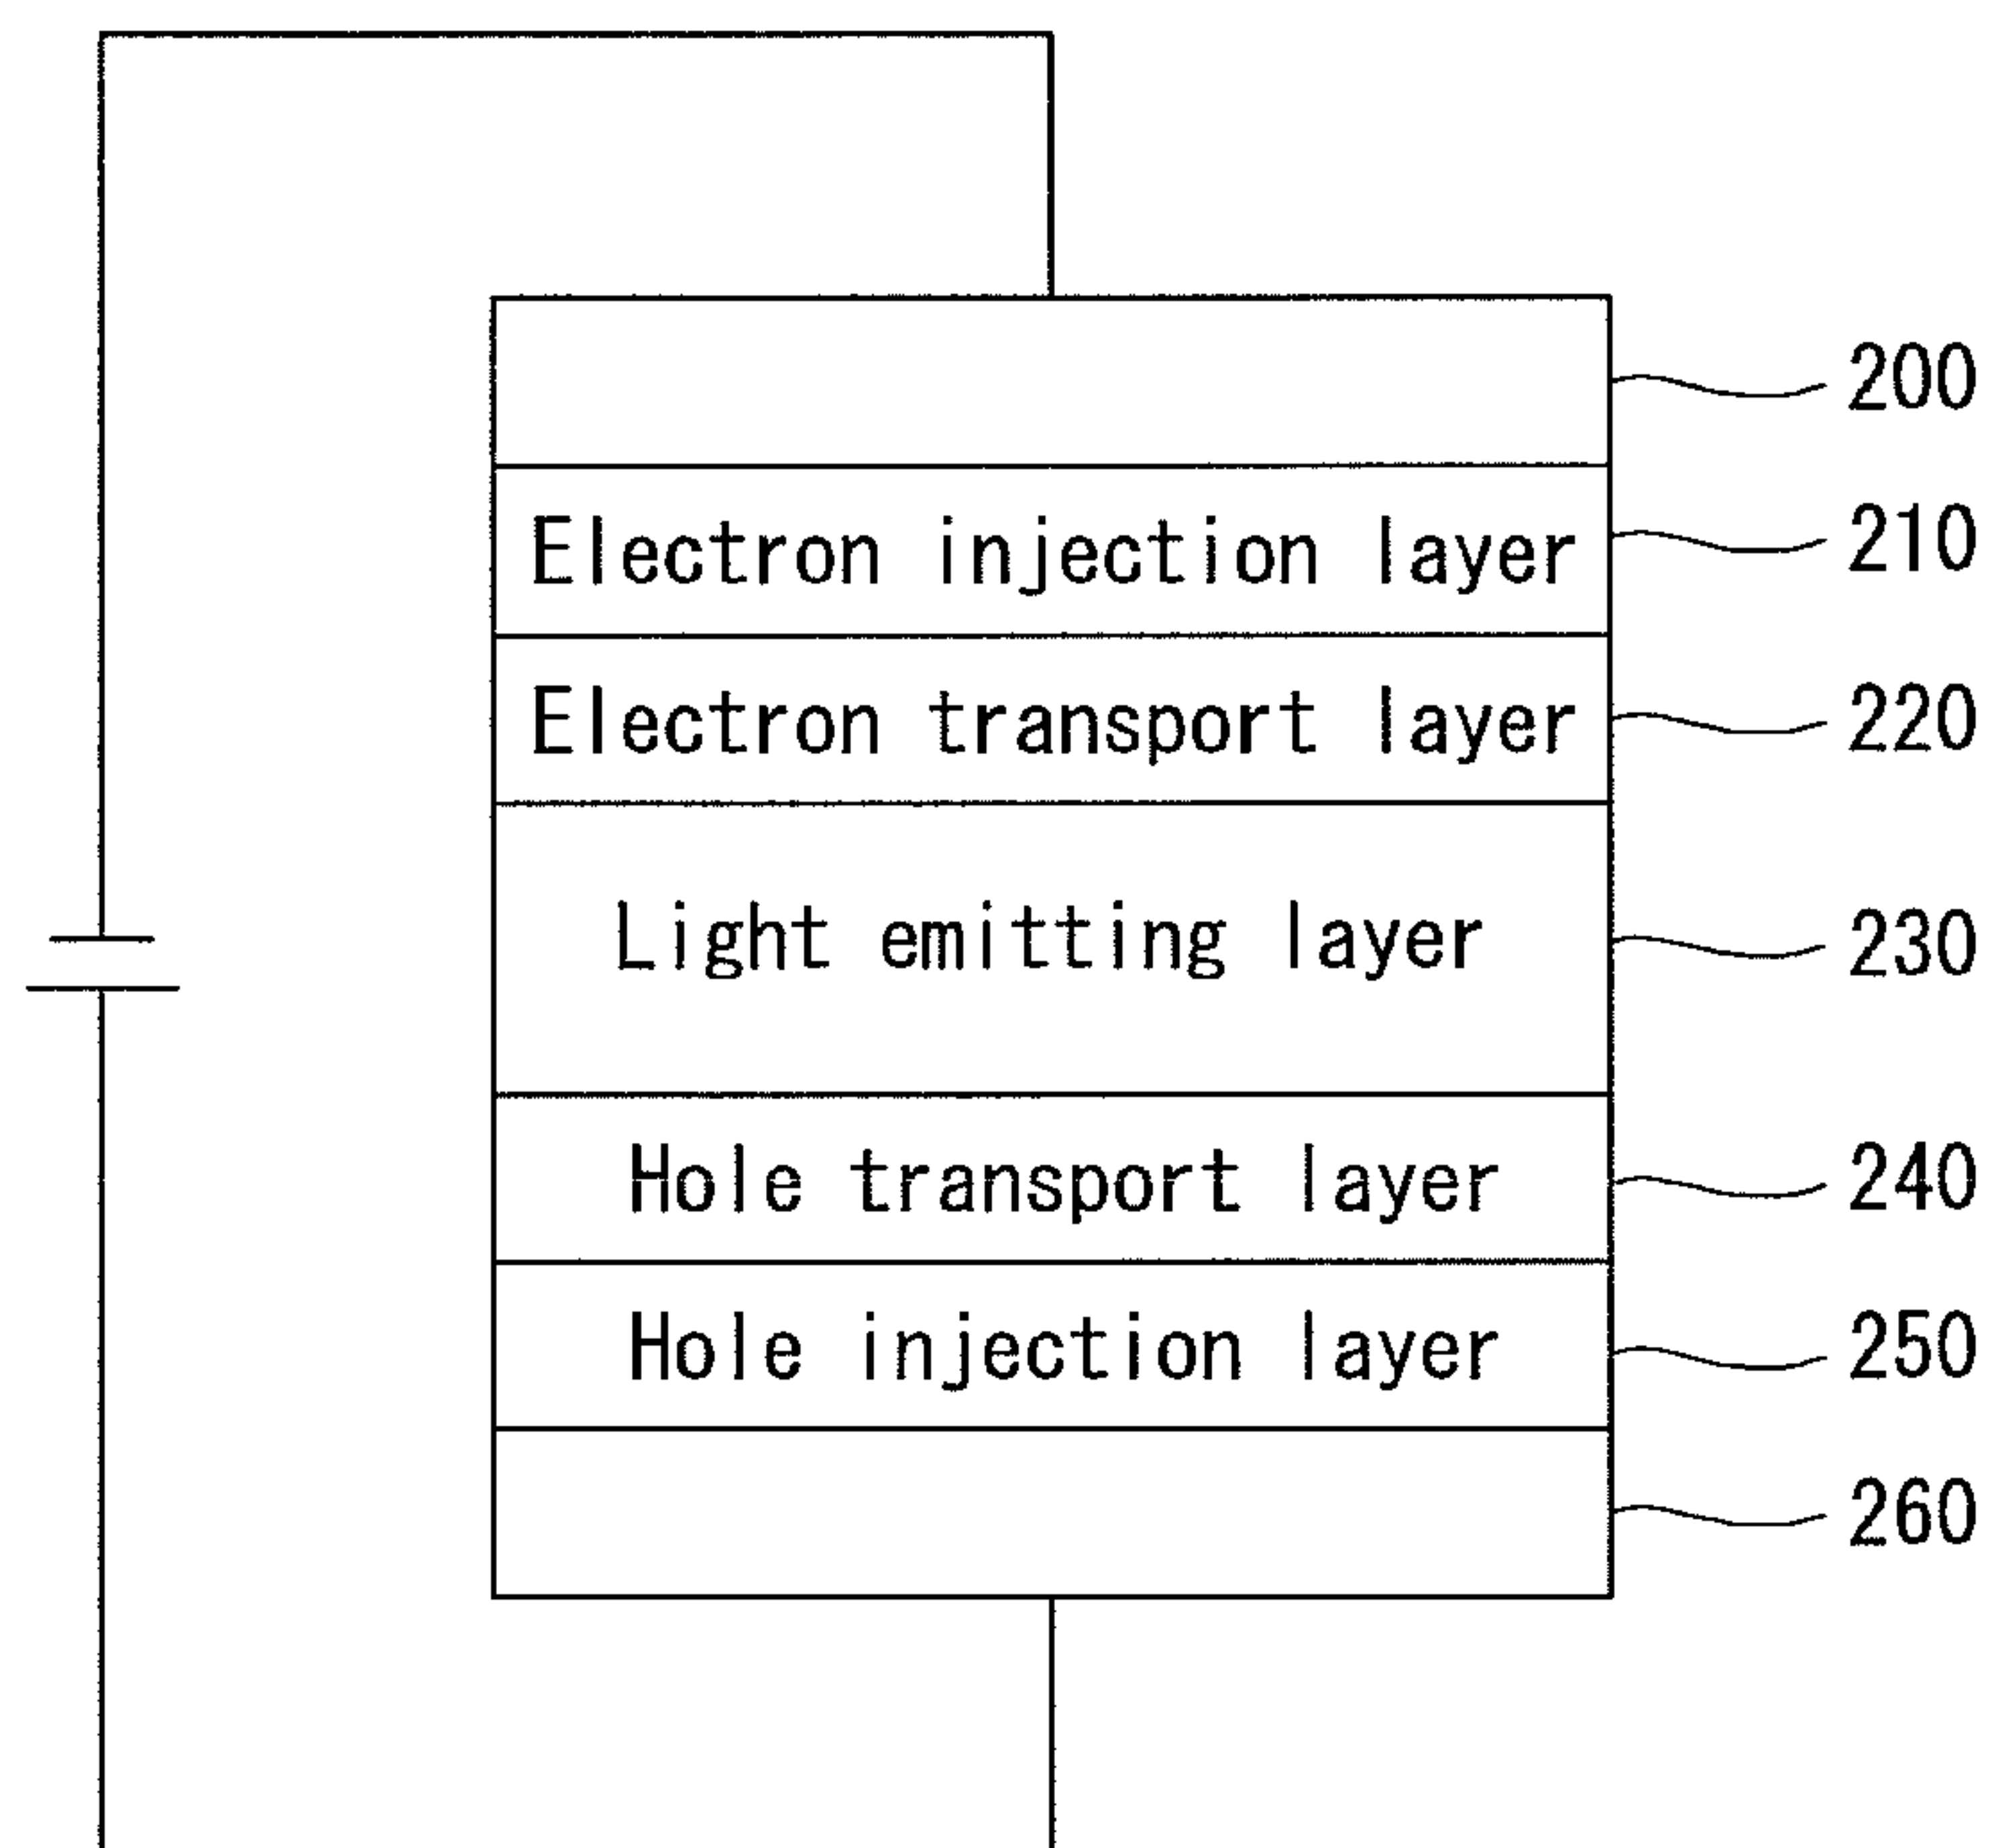 200
Electron injection layer 210
Electron transport layer 220
Light emitting layer 230
Hole transport layer 240
Hole injection layer 250
260